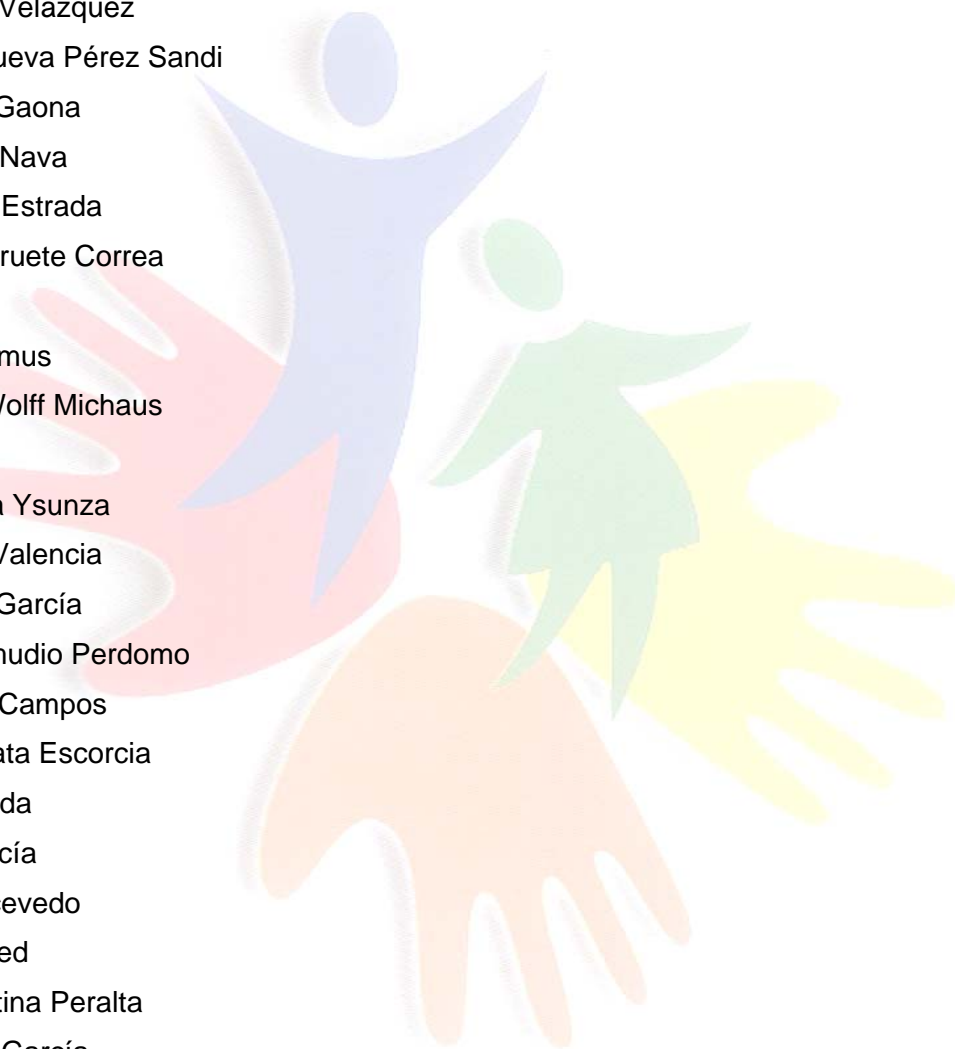 Velázquez
ueva Pérez Sandi
Gaona
Nava
Estrada
ruete Correa
mus
Wolff Michaus
a Ysunza
Valencia
García
nudio Perdomo
Campos
ata Escorcia
da
cía
cevedo
ed
tina Peralta
García